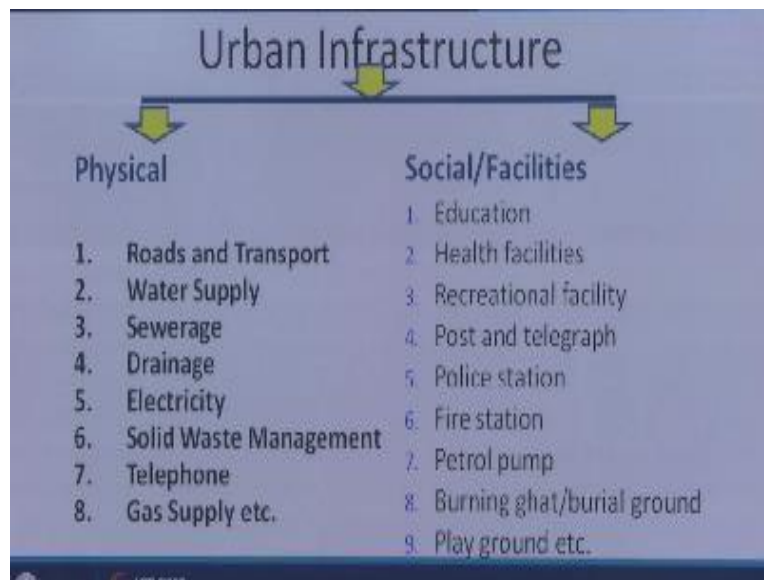 Urban Infrastructure
Physical
1. Roads and Transport
2. Water Supply
3. Sewerage
4. Drainage
5. Electricity
6. Solid Waste Management
7. Telephone
8. Gas Supply etc.
Social/Facilities
1. Education
2. Health facilities
3. Recreational facility
4. Post and telegraph
5. Police station
6. Fire station
7. Petrol pump
8. Burning ghat/burial ground
9. Play ground etc.